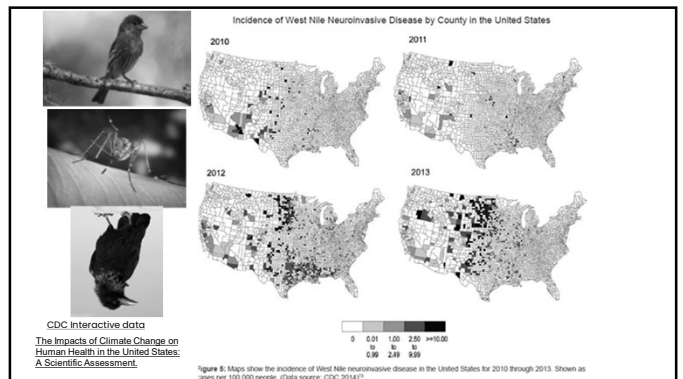 Incidence of West Nile Neuroinvasive Disease by County in the United States
2010
2011
2012
2013
0
0.01 to 0.99
1.00 to 2.49
2.50 to 9.99
>=10.00
CDC Interactive data
The Impacts of Climate Change on
Human Health in the United States:
A Scientific Assessment.
Figure 5: Maps show the incidence of West Nile neuroinvasive disease in the United States for 2010 through 2013. Shown as
cases per 100,000 people. (Data source: CDC 2014)